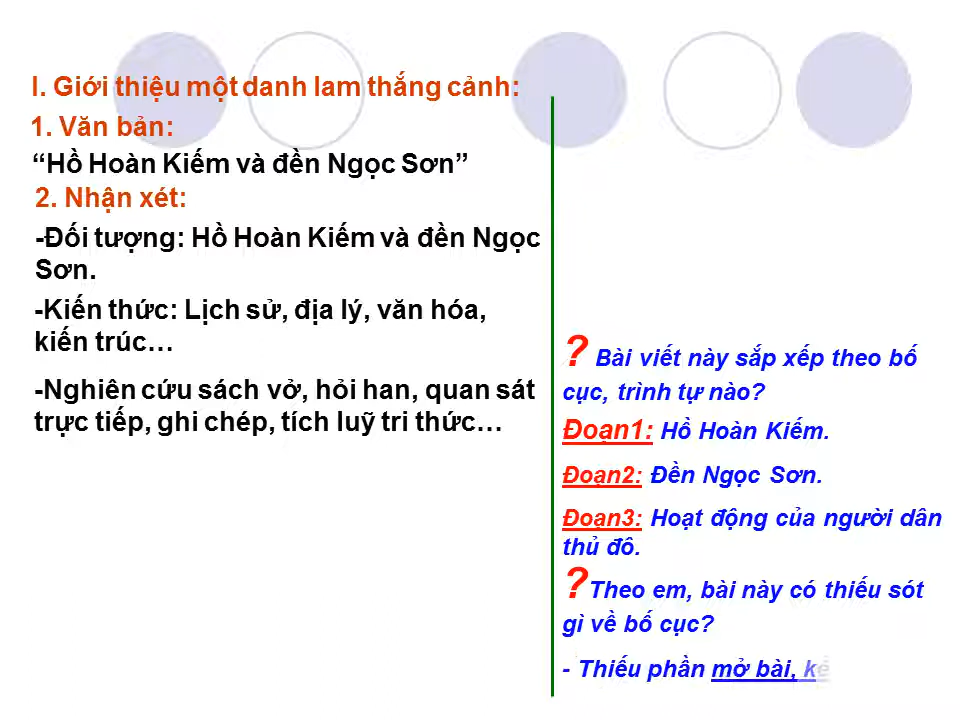 I. Giới thiệu một danh lam thắng cảnh:
1. Văn bản:
“Hồ Hoàn Kiếm và đền Ngọc Sơn”
2. Nhận xét:
-Đối tượng: Hồ Hoàn Kiếm và đền Ngọc
Sơn.
-Kiến thức: Lịch sử, địa lý, văn hóa,
kiến trúc…
-Nghiên cứu sách vở, hỏi han, quan sát
trực tiếp, ghi chép, tích luỹ tri thức…
? Bài viết này sắp xếp theo bố
cục, trình tự nào?
Đoạn1: Hồ Hoàn Kiếm.
Đoạn2: Đền Ngọc Sơn.
Đoạn3: Hoạt động của người dân
thủ đô.
?Theo em, bài này có thiếu sót
gì về bố cục?
- Thiếu phần mở bài,